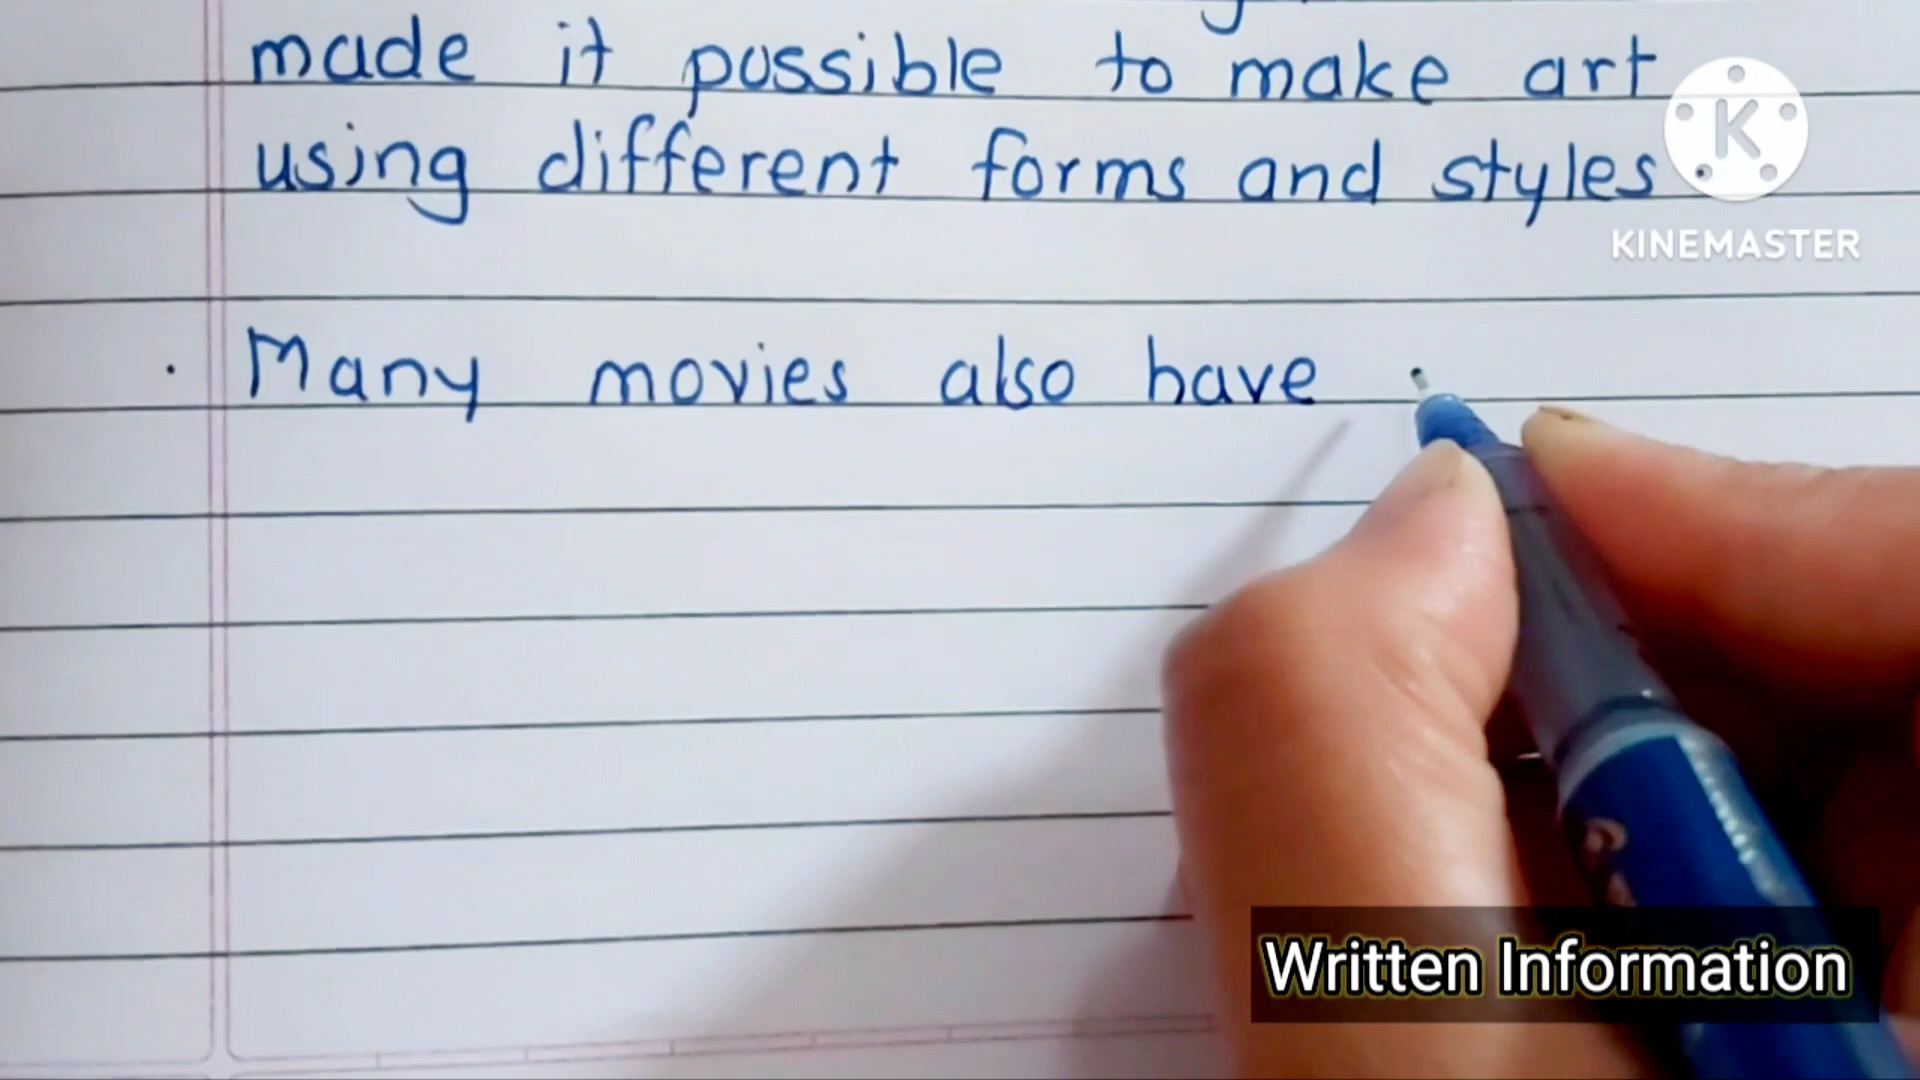 made it possible to make art
using different forms and styles.
Many movies also have
K
KINEMASTER
Written Information